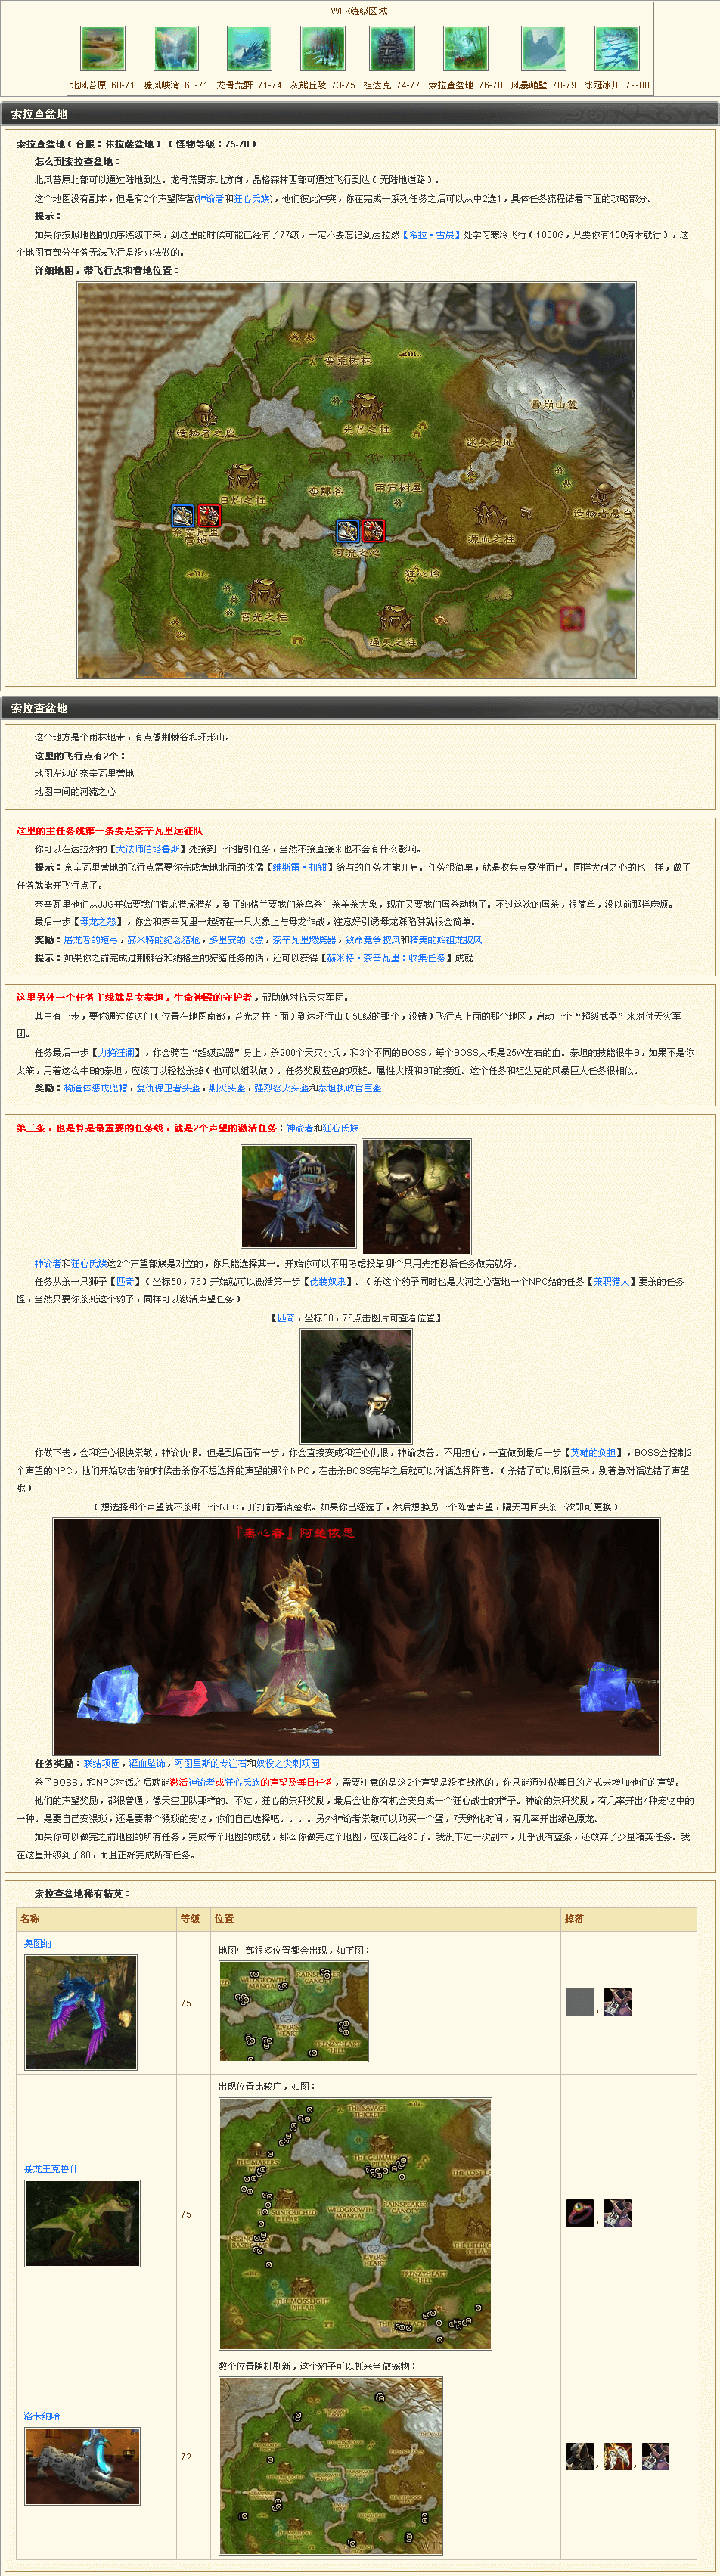 WLK练级区域
北风苔原 68-71 嚎风峡湾 68-71 龙骨荒野 71-74 灰熊丘陵 73-75 祖达克 74-77 索拉查盆地 76-78 风暴峭壁 78-79 冰冠冰川 79-80
索拉查盆地
索拉查盆地（台服：休拉薩盆地）（怪物等级：75-78）
怎么到索拉查盆地：
北风苔原北部可以通过陆地到达。龙骨荒野东北方向，晶格森林西部可通过飞行到达（无陆地道路）。
这个地图没有副本，但是有2个声望阵营(神谕者和狂心氏族)，他们彼此冲突，你在完成一系列任务之后可以从中2选1，具体任务流程请看下面的攻略部分。
提示：
如果你按照地图的顺序练级下来，到这里的时候可能已经有了77级，一定不要忘记到达拉然【希拉·雪晨】处学习寒冷飞行（1000G，只要你有150骑术就行），这
个地图有部分任务无法飞行是没办法做的。
详细地图，带飞行点和营地位置：
蛮荒树林
雪崩山麓
造物者之座
光芒之柱
迷失之地
日灼之柱
蛮藤谷
雨声树屋
造物者悬台
营地
河流之心
源血之柱
狂心岭
苔光之柱
通天之柱
索拉查盆地
这个地方是个雨林地带，有点像荆棘谷和环形山。
这里的飞行点有2个：
地图左边的奈辛瓦里营地
地图中间的河流之心
这里的主任务线第一条要是奈辛瓦里远征队
你可以在达拉然的【大法师伯塔鲁斯】处接到一个指引任务，当然不接直接来也不会有什么影响。
提示：奈辛瓦里营地的飞行点需要你完成营地北面的侏儒【维斯雷·扭钳】给与的任务才能开启。任务很简单，就是收集点零件而已。同样大河之心的也一样，做了
任务就能开飞行点了。
奈辛瓦里他们从JJG开始要我们猎龙猎虎猎豹，到了纳格兰要我们杀鸟杀牛杀羊杀大象，现在又要我们屠杀动物了。不过这次的屠杀，很简单，没以前那样麻烦。
最后一步【母龙之怒】，你会和奈辛瓦里一起骑在一只大象上与母龙作战，注意好引诱母龙踩陷阱就很会简单。
奖励：屠龙者的短弓，赫米特的纪念猎枪，多里安的飞镖，奈辛瓦里燃烧器，致命竞争披风和精美的始祖龙披风
提示：如果你之前完成过荆棘谷和纳格兰的狩猎任务的话，还可以获得【赫米特·奈辛瓦里：收集任务】成就
这里另外一个任务主线就是女泰坦，生命神殿的守护者，帮助她对抗天灾军团。
其中有一步，要你通过传送门（位置在地图南部，苔光之柱下面）到达环行山（50级的那个，没错）飞行点上面的那个地区，启动一个“超级武器”来对付天灾军
团。
任务最后一步【力挽狂澜】，你会骑在“超级武器”身上，杀200个天灾小兵，和3个不同的BOSS，每个BOSS大概是25W左右的血。泰坦的技能很牛B，如果不是你
太笨，用着这么牛B的泰坦，应该可以轻松杀掉（也可以组队做）。任务奖励蓝色的项链。属性大概和BT的接近。这个任务和祖达克的风暴巨人任务很相似。
奖励：构造体惩戒兜帽，复仇保卫者头盔，剿灭头盔，强烈怒火头盔和泰坦执政官巨盔
第三条，也是算是最重要的任务线，就是2个声望的激活任务：神谕者和狂心氏族
神谕者和狂心氏族这2个声望部族是对立的，你只能选择其一。开始你可以不用考虑投靠哪个只用先把激活任务做完就好。
任务从杀一只狮子【匹奇】（坐标50，76）开始就可以激活第一步【伪装奴隶】。（杀这个豹子同时也是大河之心营地一个NPC给的任务【兼职猎人】要杀的任务
怪，当然只要你杀死这个豹子，同样可以激活声望任务）
【匹奇，坐标50，76点击图片可查看位置】
你做下去，会和狂心很快崇敬，神谕仇恨。但是到后面有一步，你会直接变成和狂心仇恨，神谕友善。不用担心，一直做到最后一步【英雄的负担】，BOSS会控制2
个声望的NPC，他们开始攻击你的时候击杀你不想选择的声望的那个NPC，在击杀BOSS完毕之后就可以对话选择阵营。（杀错了可以刷新重来，别着急对话选错了声望
哦）
（想选择哪个声望就不杀哪一个NPC，开打前看清楚哦。如果你已经选了，然后想换另一个阵营声望，隔天再回头杀一次即可更换）
『無心者』阿楚依恩
任务奖励：联结项圈，灌血坠饰，阿图里斯的专注石和奴役之尖刺项圈
杀了BOSS，和NPC对话之后就能激活神谕者或狂心氏族的声望及每日任务，需要注意的是这2个声望是没有战袍的，你只能通过做每日的方式去增加他们的声望。
他们的声望奖励，都很普通，像天空卫队那样的。不过，狂心的崇拜奖励，最后会让你有机会变身成一个狂心战士的样子。神谕的崇拜奖励，有几率开出4种宠物中的
一种。是要自己变猥琐，还是要带个猥琐的宠物，你们自己选择吧。。。。另外神谕者崇敬可以购买一个蛋，7天孵化时间，有几率开出绿色原龙。
如果你可以做完之前地图的所有任务，完成每个地图的成就，那么你做完这个地图，应该已经80了。我没下过一次副本，几乎没有蓝条，还放弃了少量精英任务。我
在这里升级到了80，而且正好完成所有任务。
索拉查盆地稀有精英：
名称 等级 位置 掉落
奥图纳
75
地图中部很多位置都会出现，如下图：
WILDGROWTH MANGAL
RAINSPEAKER CANOPY
RIVER'S HEART
FRENZYHEART HILL
暴龙王克鲁什
75
出现位置比较广，如图：
THE SAVAGE THICKET
SUNTOUCHED PILLAR
WILDGROWTH MANGAL
RAINSPEAKER CANOPY
RIVER'S HEART
FRENZYHEART HILL
THE MOSSLIGHT PILLAR
洛卡纳哈
72
数个位置随机刷新，这个豹子可以抓来当做宠物：